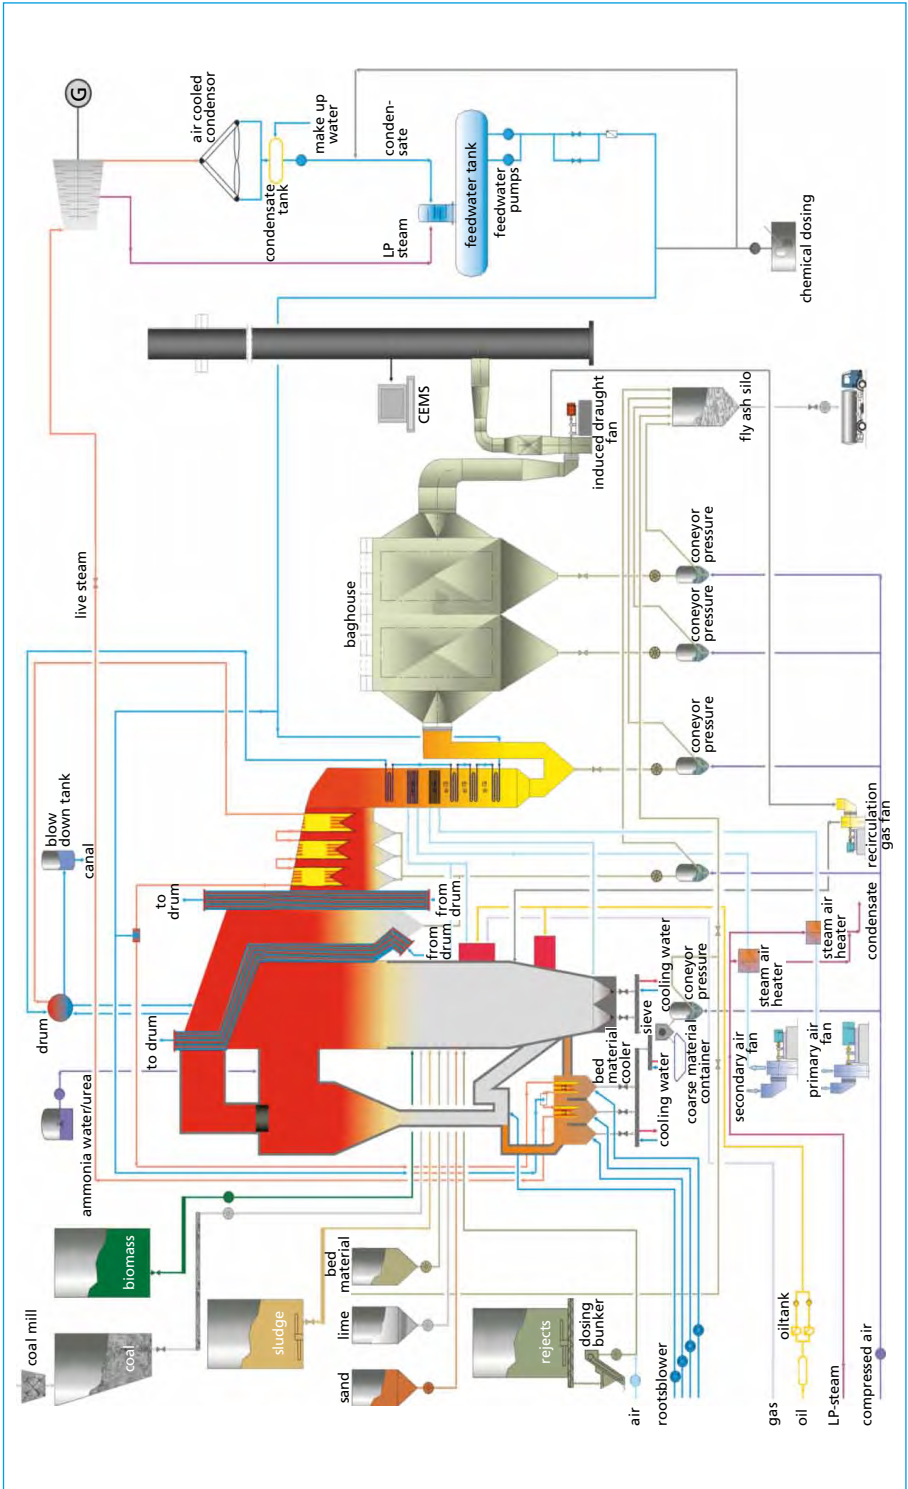 coal mill
coal
biomass
sludge
sand
lime
bed
material
rejects
dosing
bunker
air
rootsblower
gas
oil
oiltank
LP-steam
compressed air
ammonia water/urea
drum
to drum
blow
down tank
canal
to
drum
from
drum
from
drum
live steam
G
air cooled
condensor
condensate
tank
make up
water
conden-
sate
LP
steam
feedwater tank
feedwater
pumps
chemical dosing
CEMS
baghouse
induced draught
fan
fly ash silo
coneyor
pressure
coneyor
pressure
coneyor
pressure
recirculation
gas fan
steam air
heater
steam air
heater
condensate
cooling water
coneyor
pressure
sieve
bed
material
cooler
cooling water
coarse material
container
secondary air
fan
primary air
fan